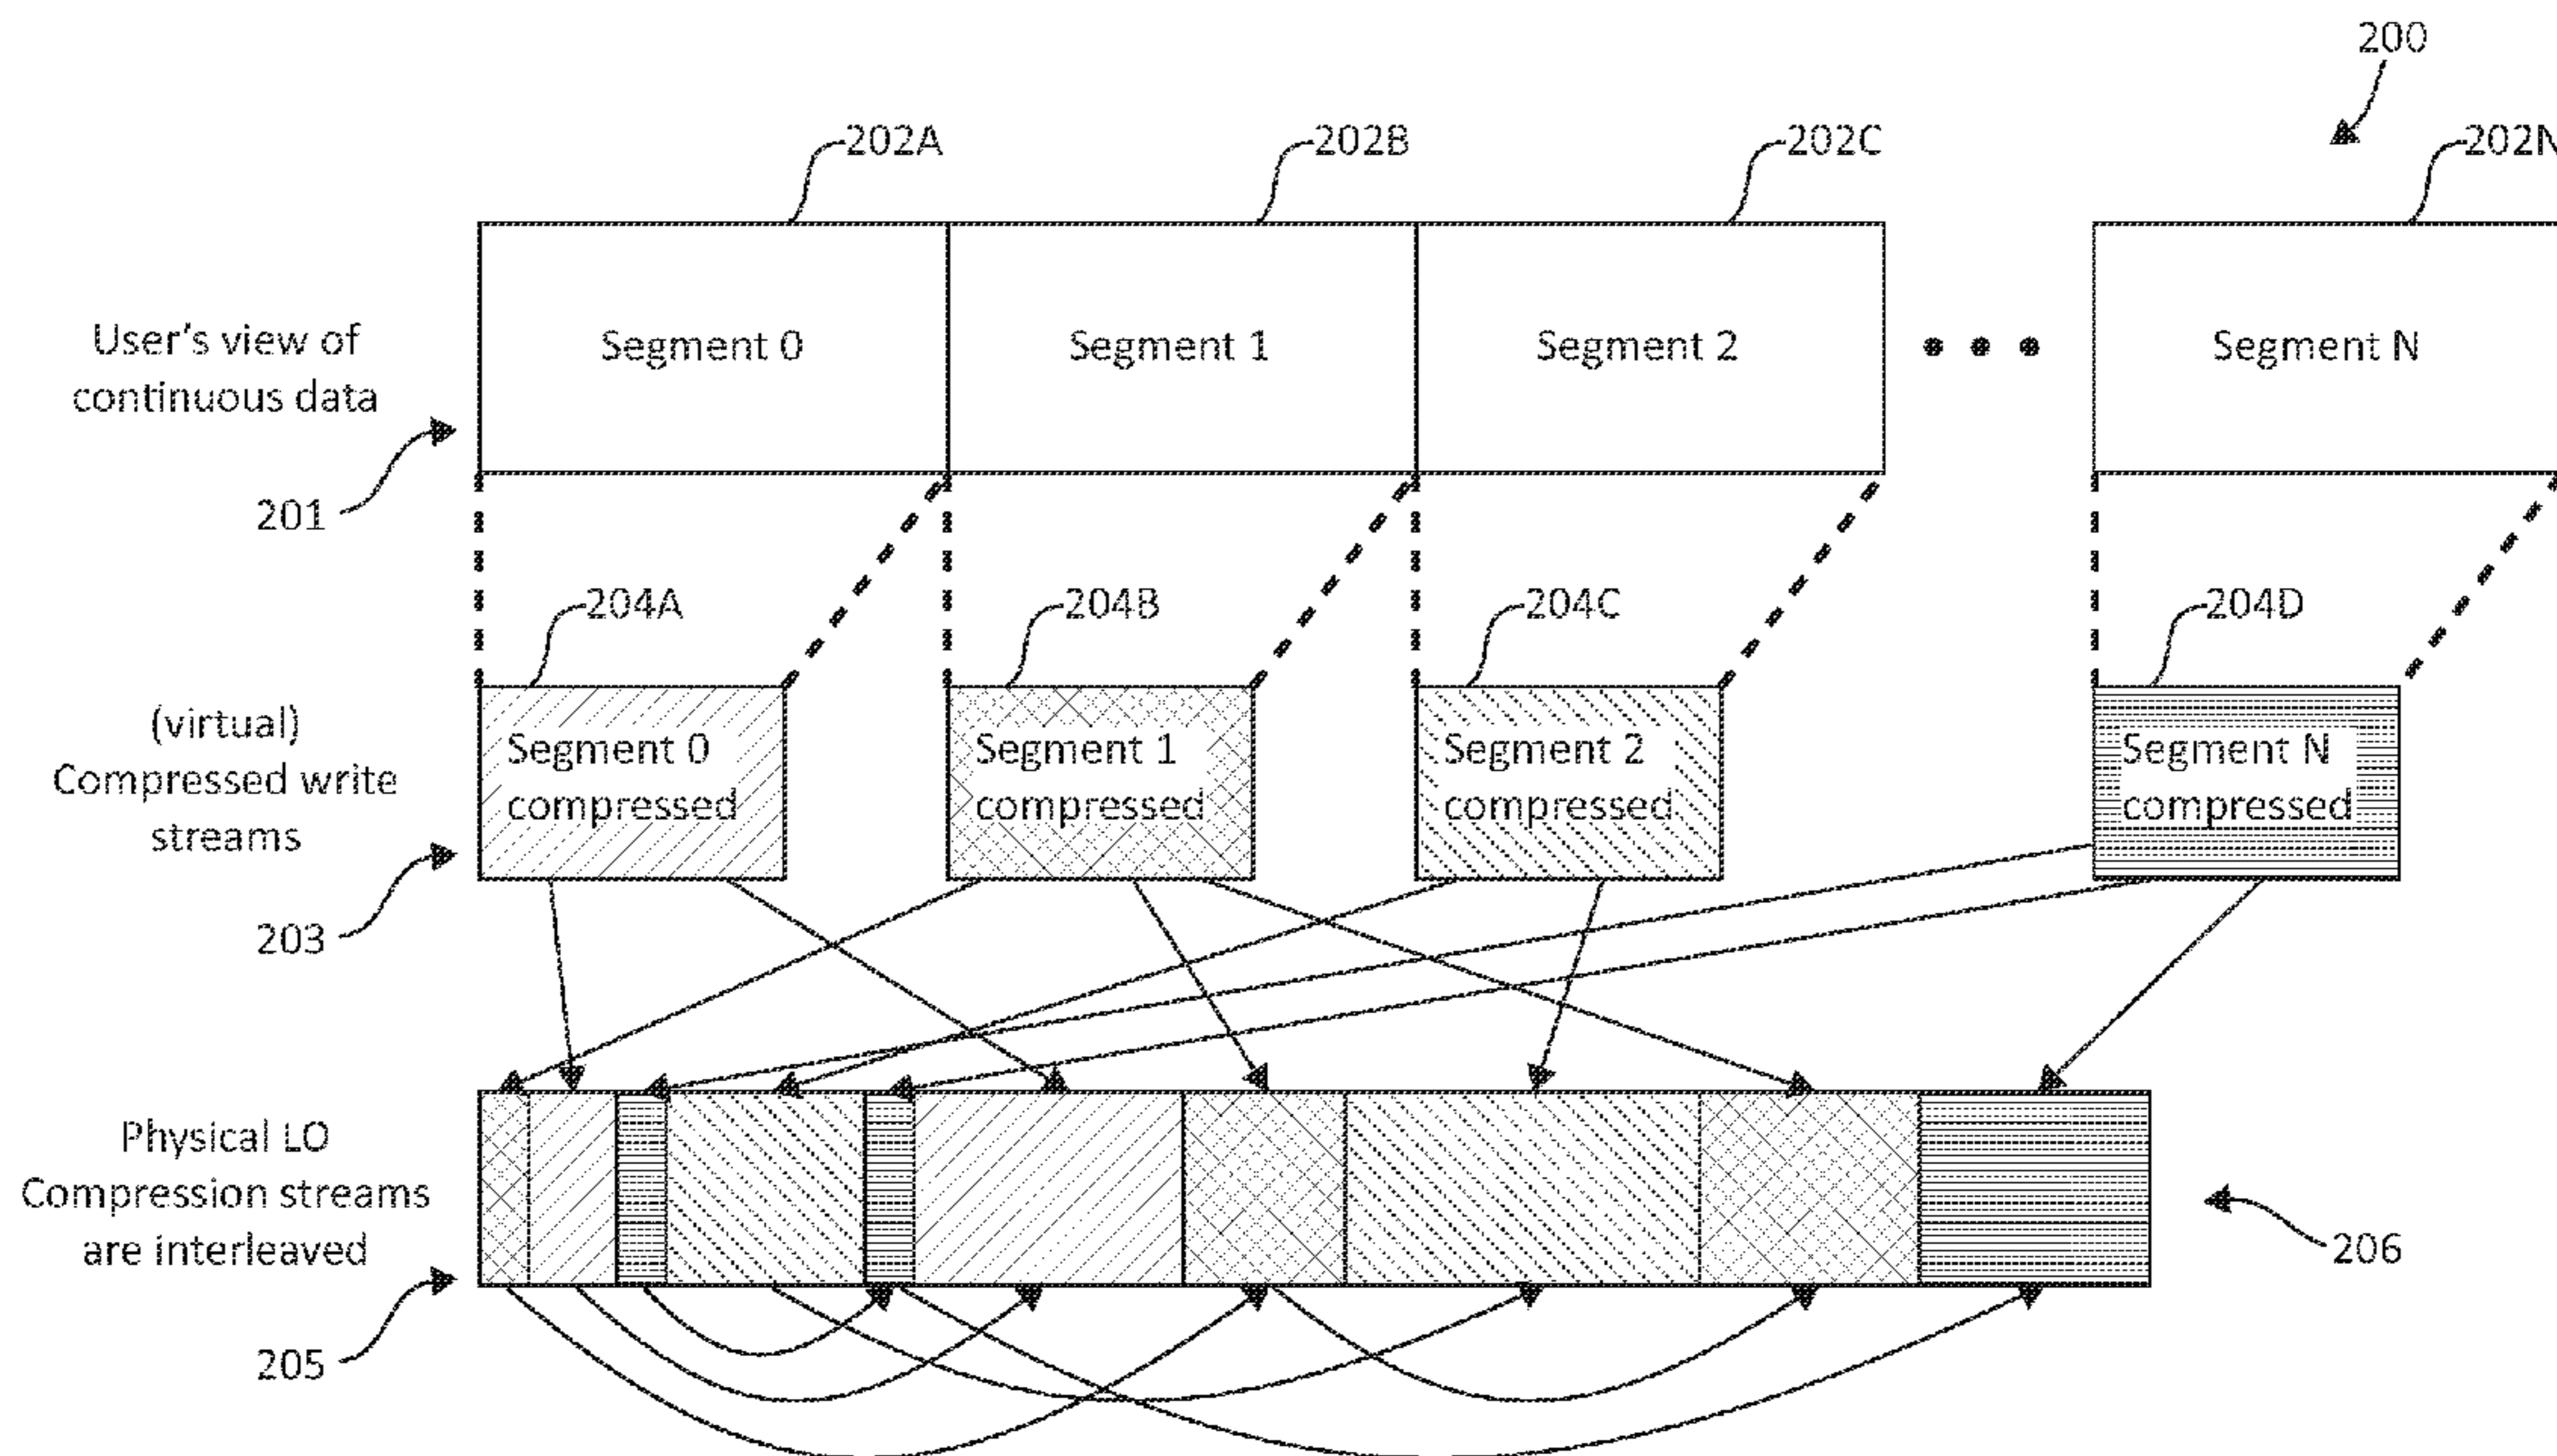 200
202A
202B
202C
202N
User's view of
continuous data
Segment 0
Segment 1
Segment 2
Segment N
201
204A
204B
204C
204D
(virtual)
Compressed write
streams
Segment 0
compressed
Segment 1
compressed
Segment 2
compressed
Segment N
compressed
203
Physical LO
Compression streams
are interleaved
206
205